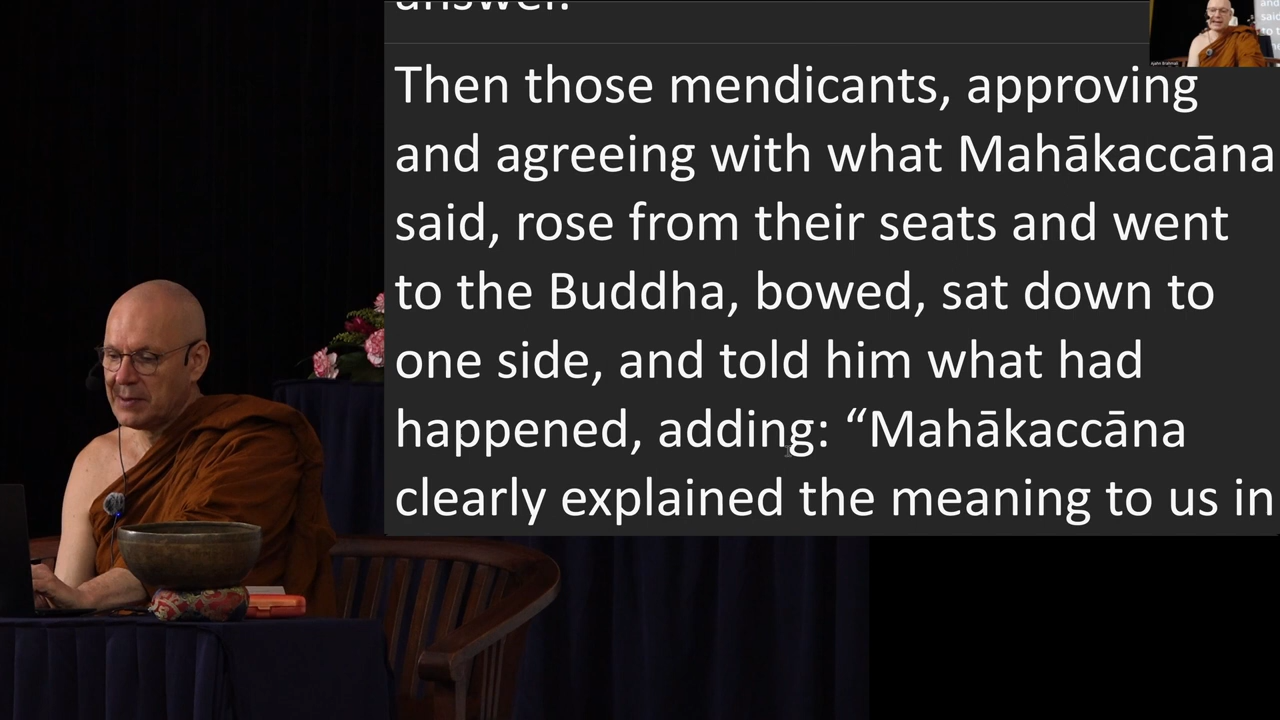 answer.
Then those mendicants, approving
and agreeing with what Mahākaccāna
said, rose from their seats and went
to the Buddha, bowed, sat down to
one side, and told him what had
happened, adding: “Mahākaccāna
clearly explained the meaning to us in